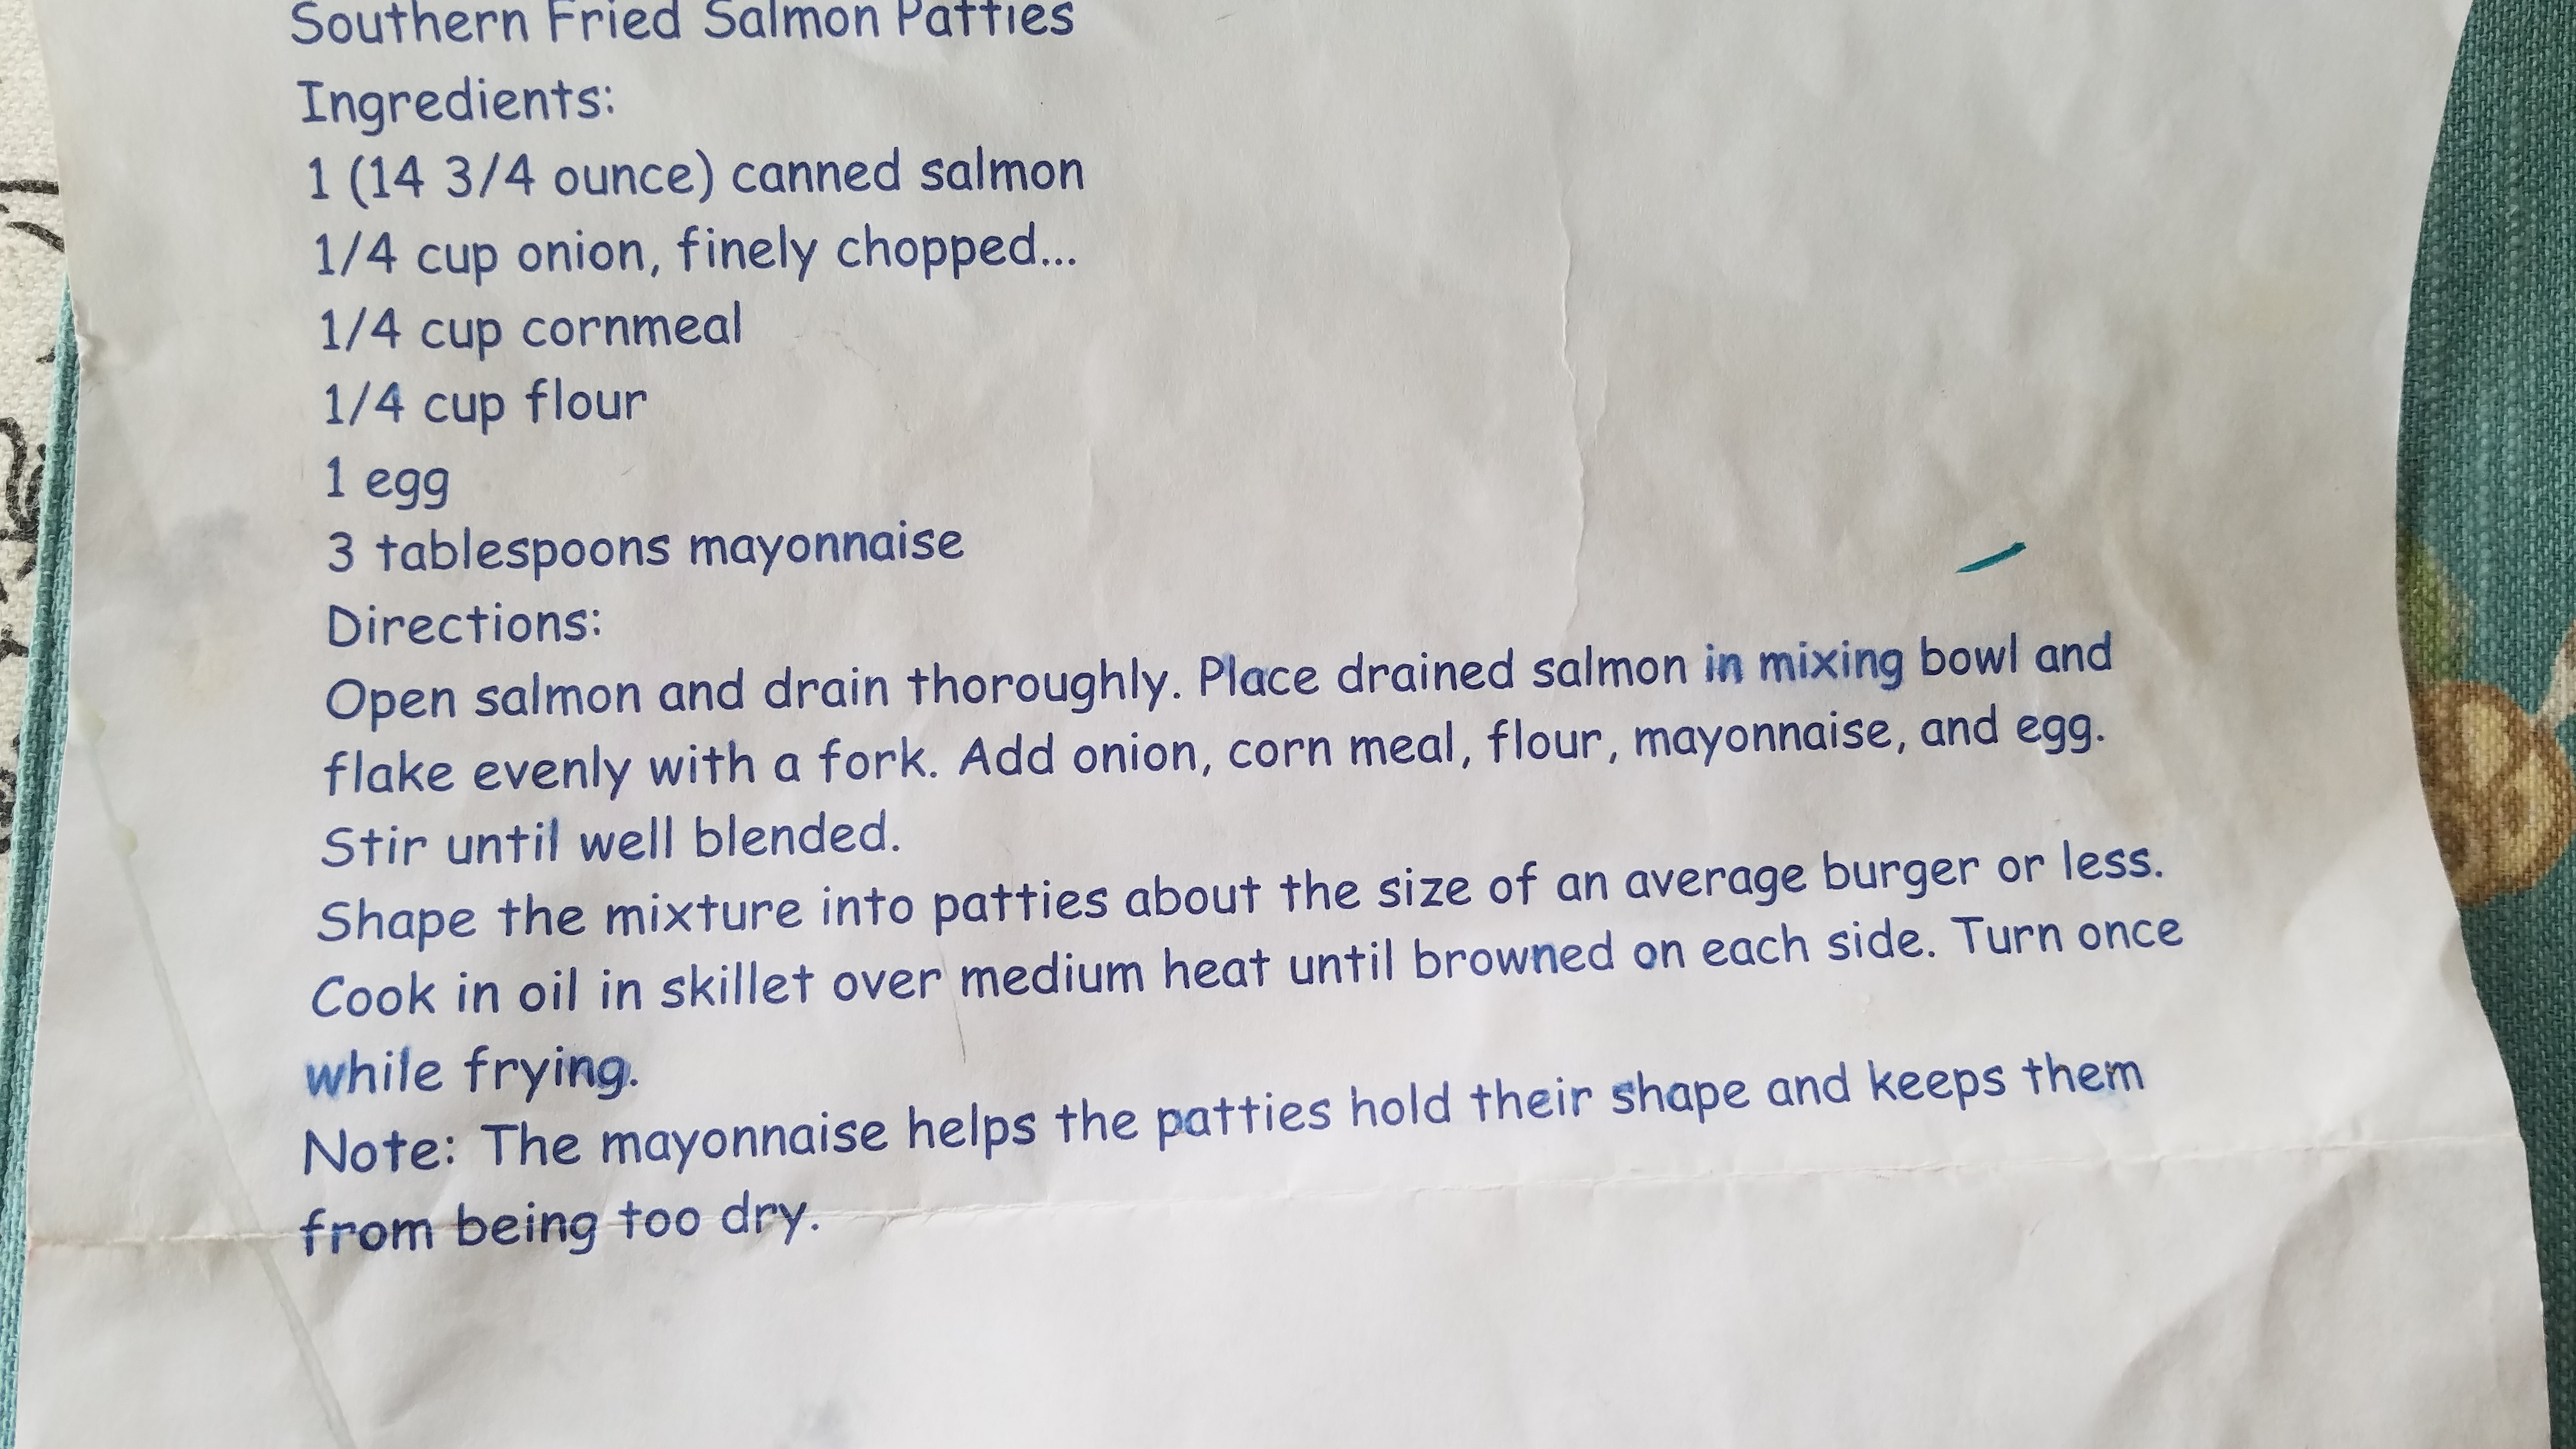 Southern Fried Salmon Patties
Ingredients:
1 (14 3/4 ounce) canned salmon
1/4 cup onion, finely chopped...
1/4 cup cornmeal
1/4 cup flour
1 egg
3 tablespoons mayonnaise
Directions:
Open salmon and drain thoroughly. Place drained salmon in mixing bowl and
flake evenly with a fork. Add onion, corn meal, flour, mayonnaise, and egg.
Stir until well blended.
Shape the mixture into patties about the size of an average burger or less.
Cook in oil in skillet over medium heat until browned on each side. Turn once
while frying.
Note: The mayonnaise helps the patties hold their shape and keeps them
from being too dry.